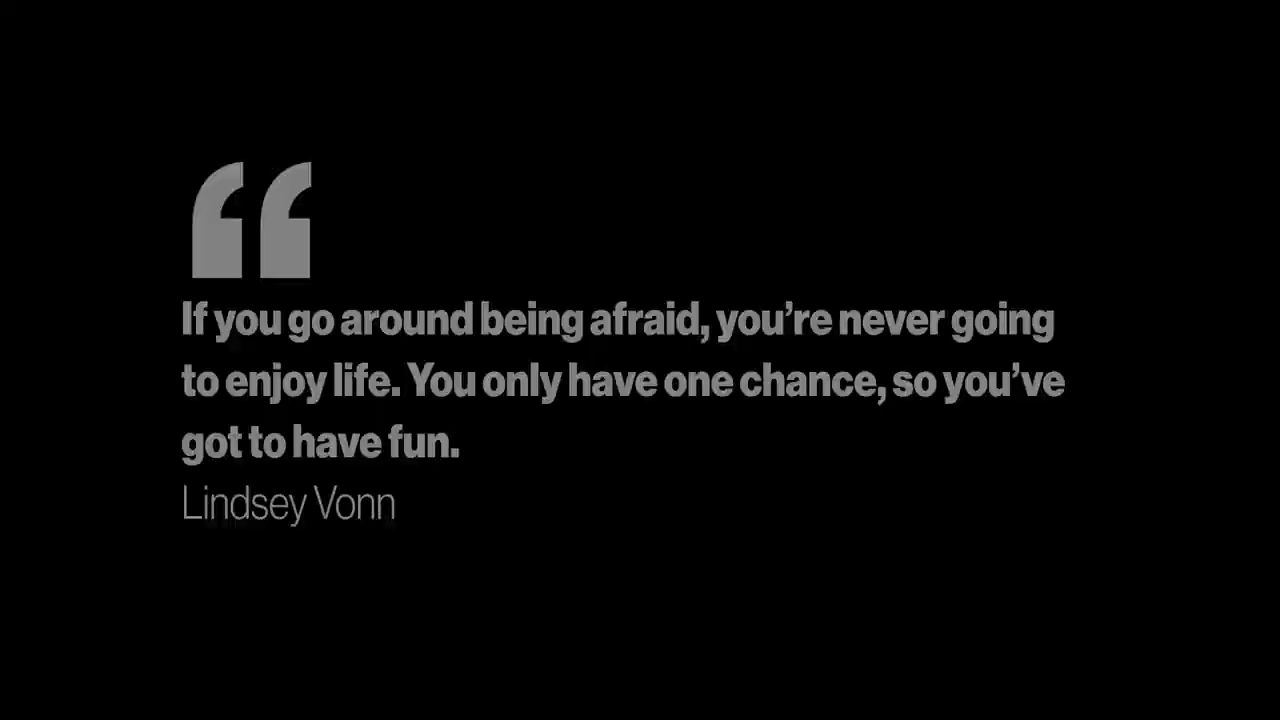 “
If you go around being afraid, you’re never going
to enjoy life. You only have one chance, so you’ve
got to have fun.
Lindsey Vonn